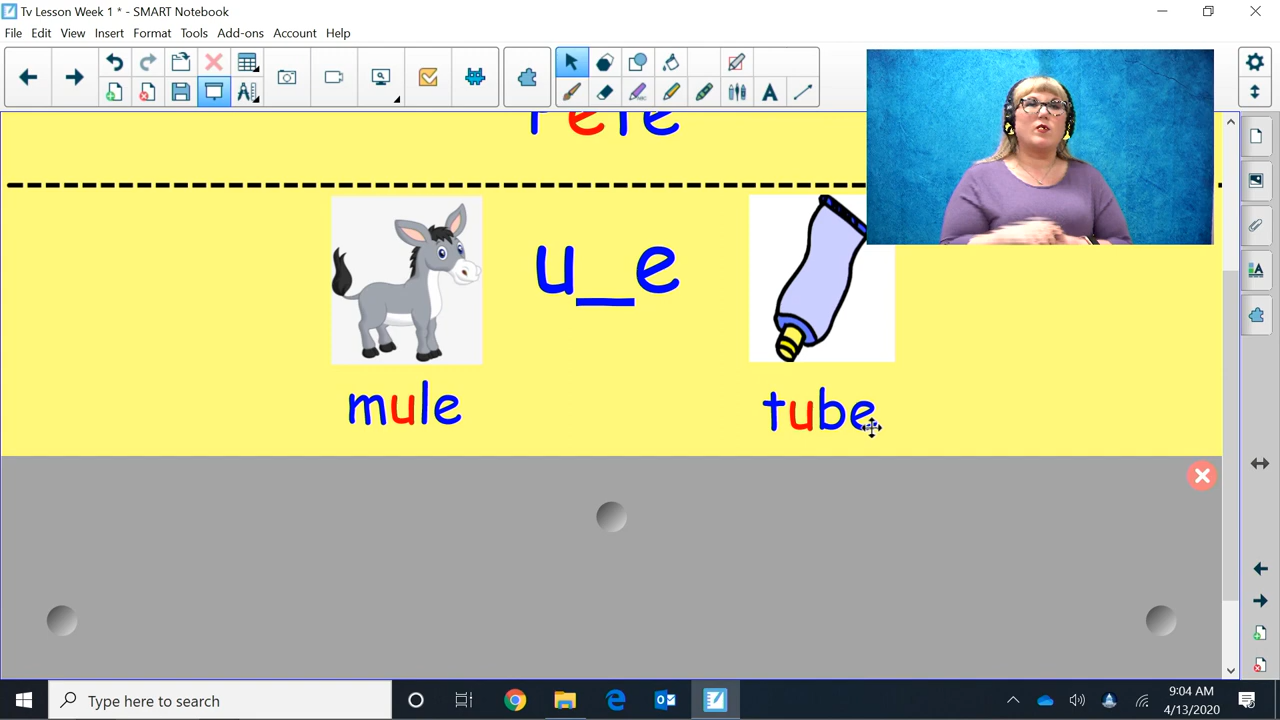 Tv Lesson Week 1 * - SMART Notebook
File Edit View Insert Format Tools Add-ons Account Help
u_e
mule
tube
Type here to search
9:04 AM
4/13/2020